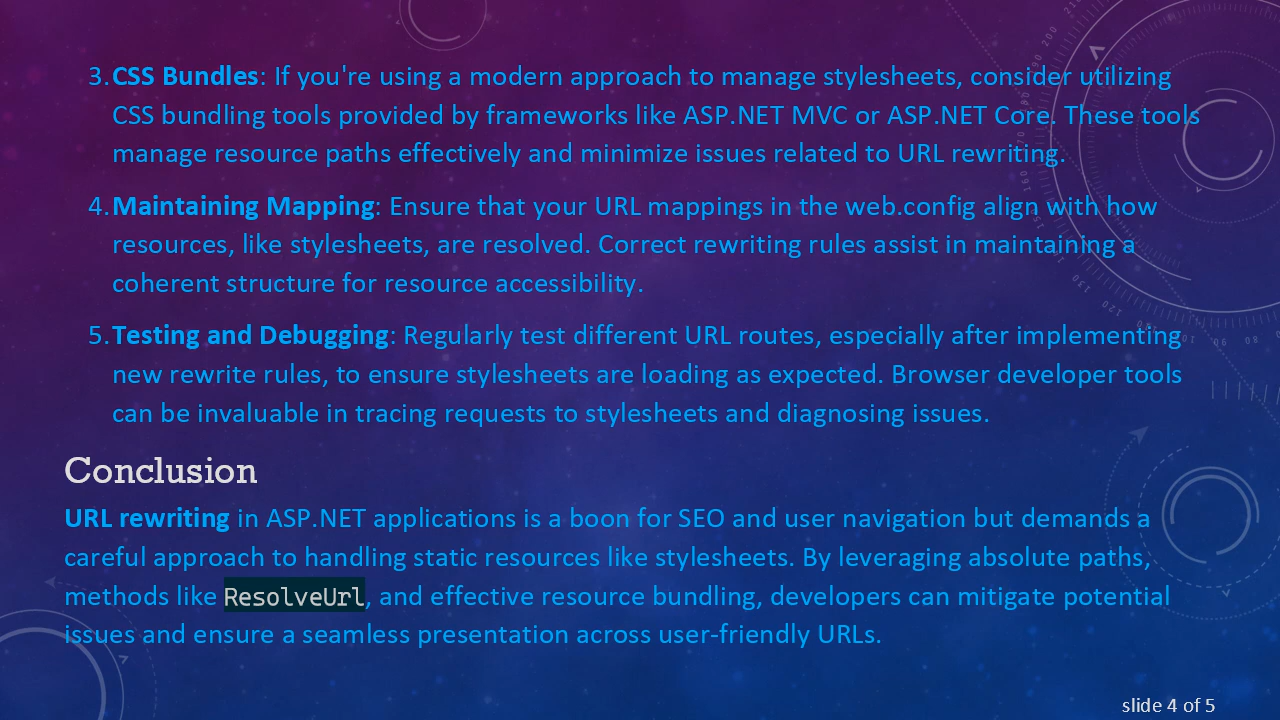 3. CSS Bundles: If you're using a modern approach to manage stylesheets, consider utilizing
CSS bundling tools provided by frameworks like ASP.NET MVC or ASP.NET Core. These tools
manage resource paths effectively and minimize issues related to URL rewriting.
4. Maintaining Mapping: Ensure that your URL mappings in the web.config align with how
resources, like stylesheets, are resolved. Correct rewriting rules assist in maintaining a
coherent structure for resource accessibility.
5. Testing and Debugging: Regularly test different URL routes, especially after implementing
new rewrite rules, to ensure stylesheets are loading as expected. Browser developer tools
can be invaluable in tracing requests to stylesheets and diagnosing issues.
Conclusion
URL rewriting in ASP.NET applications is a boon for SEO and user navigation but demands a
careful approach to handling static resources like stylesheets. By leveraging absolute paths,
methods like ResolveUrl, and effective resource bundling, developers can mitigate potential
issues and ensure a seamless presentation across user-friendly URLs.
slide 4 of 5